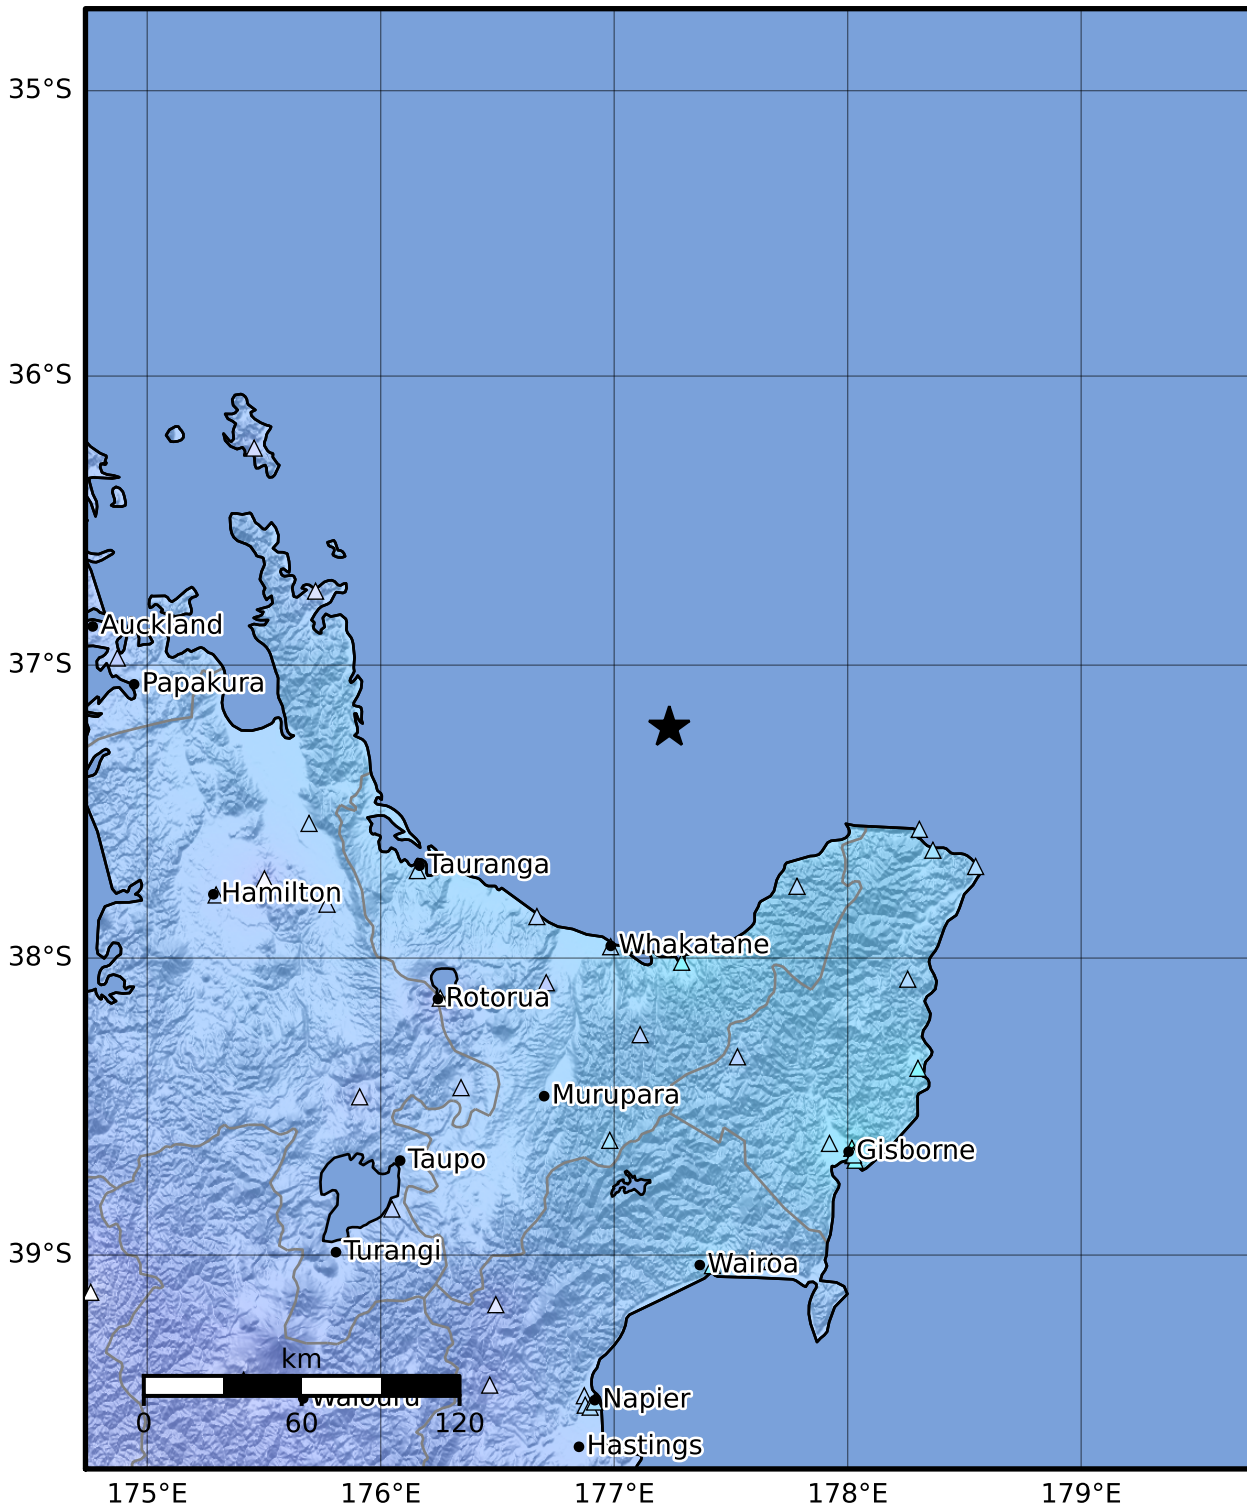 35°S
36°S
Auckland
37°S
Papakura
Tauranga
Hamilton
Whakatane
38°S
Rotorua
Murupara
Gisborne
Taupo
Turangi
39°S
Wairoa
km
Waiouru
Napier
0
60
120
Hastings
175°E
176°E
177°E
178°E
179°E